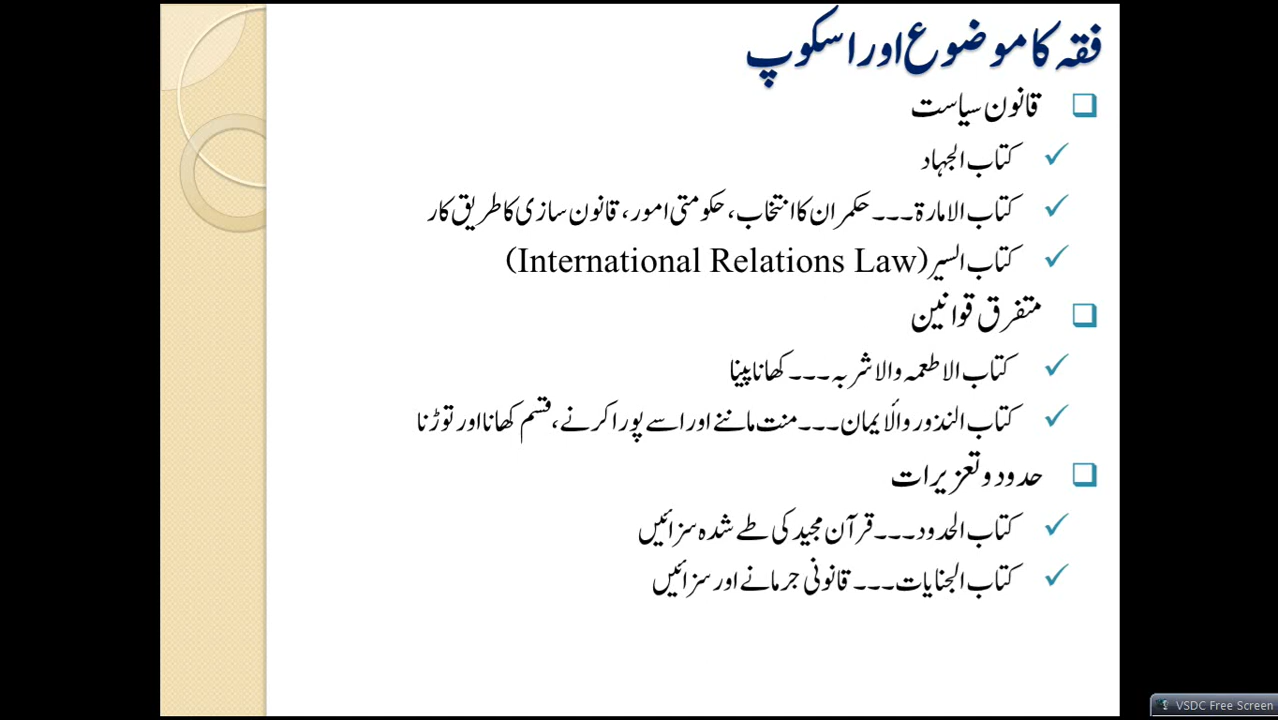 فقہ کا موضوع اور اسکوپ
قانون سیاست
کتاب الجہاد
کتاب الامارۃ۔۔۔ حکمران کا انتخاب، حکومتی امور، قانون سازی کا طریق کار
کتاب السیر (International Relations Law)
متفرق قوانین
کتاب الاطعمہ والاشربہ۔۔۔ کھانا پینا
کتاب النذور والٔایمان۔۔۔ منت ماننے اور اسے پورا کرنے، قسم کھانا اور توڑنا
حدود و تعزیرات
کتاب الحدود۔۔۔ قرآن مجید کی طے شدہ سزائیں
کتاب الجنایات۔۔۔ قانونی جرمانے اور سزائیں
VSDC Free Screen